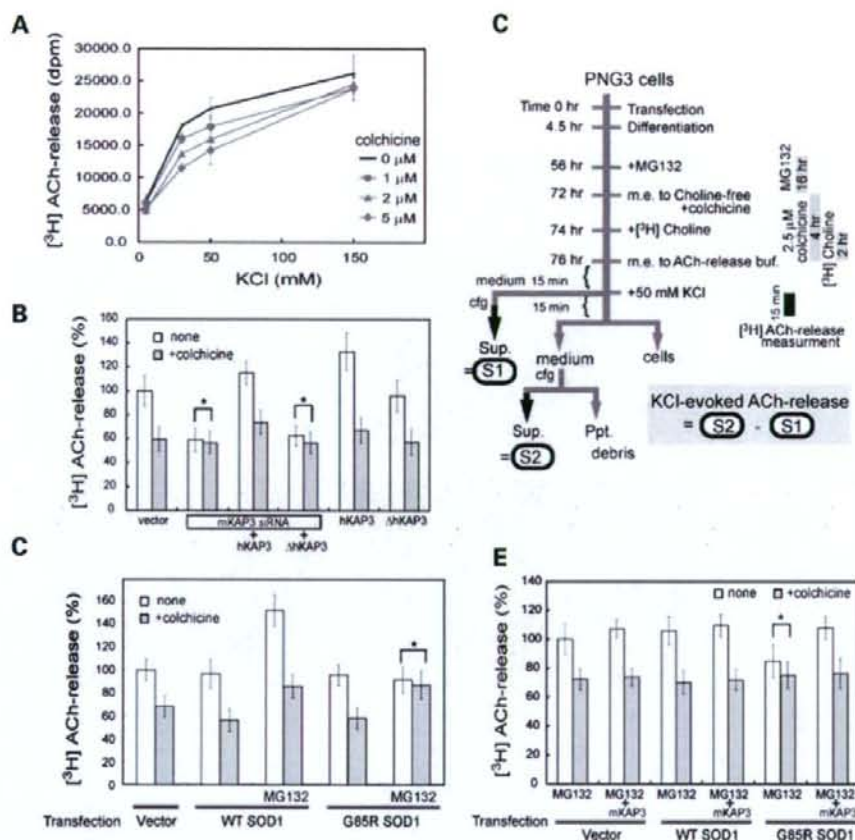 A
[³H] ACh-release (dpm)
30000.0
25000.0
20000.0
15000.0
10000.0
5000.0
0.0
0
50
100
150
KCl (mM)
colchicine
0 μM
1 μM
2 μM
5 μM
B
[³H] ACh-release (%)
160
140
120
100
80
60
40
20
0
none
+colchicine
*
*
vector
mKAP3 siRNA
+
hKAP3
+
ΔhKAP3
hKAP3
ΔhKAP3
C
PNG3 cells
Time 0 hr
Transfection
4.5 hr
Differentiation
56 hr
+MG132
72 hr
m.e. to Choline-free
+colchicine
74 hr
+[³H] Choline
76 hr
m.e. to ACh-release buf.
medium
15 min
cfg
15 min
+50 mM KCl
MG132
16 hr
2.5 μM
colchicine
4 hr
[³H] Choline
2 hr
15 min
[³H] ACh-release
measurment
Sup.
= S1
medium
cfg
cells
Sup.
= S2
Ppt.
debris
KCl-evoked ACh-release
= S2 - S1
C
[³H] ACh-release (%)
180
160
140
120
100
80
60
40
20
0
none
+colchicine
*
MG132
MG132
Transfection
Vector
WT SOD1
G85R SOD1
E
[³H] ACh-release (%)
140
120
100
80
60
40
20
0
none
+colchicine
*
MG132
MG132
+
mKAP3
MG132
MG132
+
mKAP3
MG132
MG132
+
mKAP3
Transfection
Vector
WT SOD1
G85R SOD1